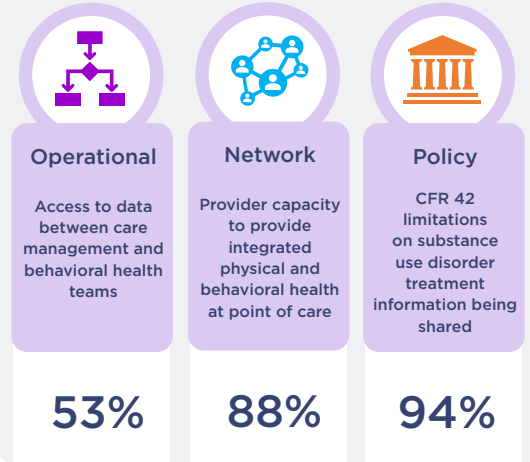 Operational
Access to data
between care
management and
behavioral health
teams
53%
Network
Provider capacity
to provide
integrated
physical and
behavioral health
at point of care
88%
Policy
CFR 42
limitations
on substance
use disorder
treatment
information being
shared
94%